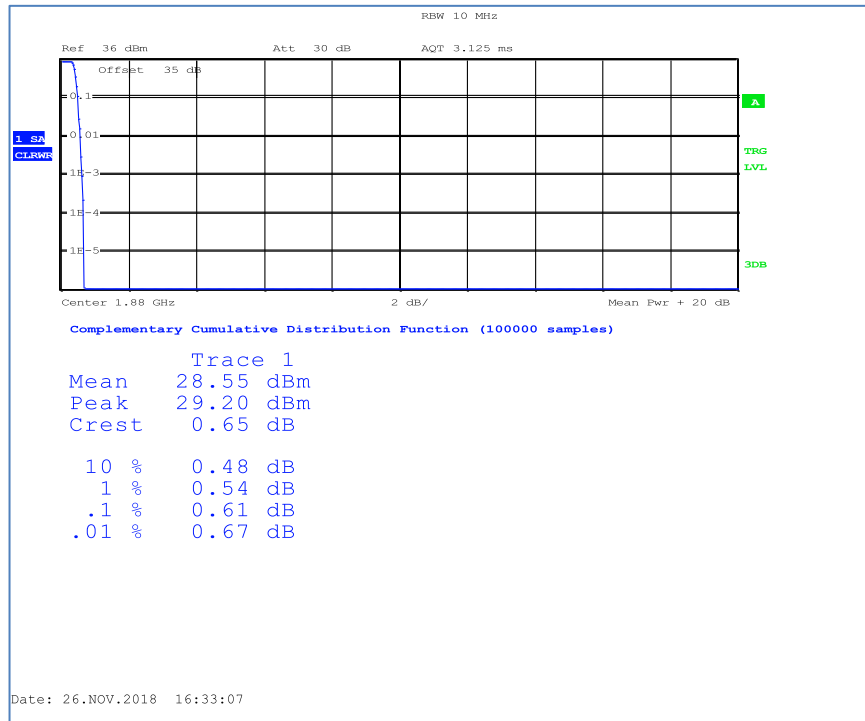 RBW 10 MHz
Ref 36 dBm Att 30 dB AQT 3.125 ms
Offset 35 dB
0.1
A
0.01
1 SA
CLRWR
TRG
LVL
1E-3
1E-4
1E-5
3DB
Center 1.88 GHz 2 dB/ Mean Pwr + 20 dB
Complementary Cumulative Distribution Function (100000 samples)
Trace 1
Mean 28.55 dBm
Peak 29.20 dBm
Crest 0.65 dB
10 % 0.48 dB
1 % 0.54 dB
.1 % 0.61 dB
.01 % 0.67 dB
Date: 26.NOV.2018 16:33:07